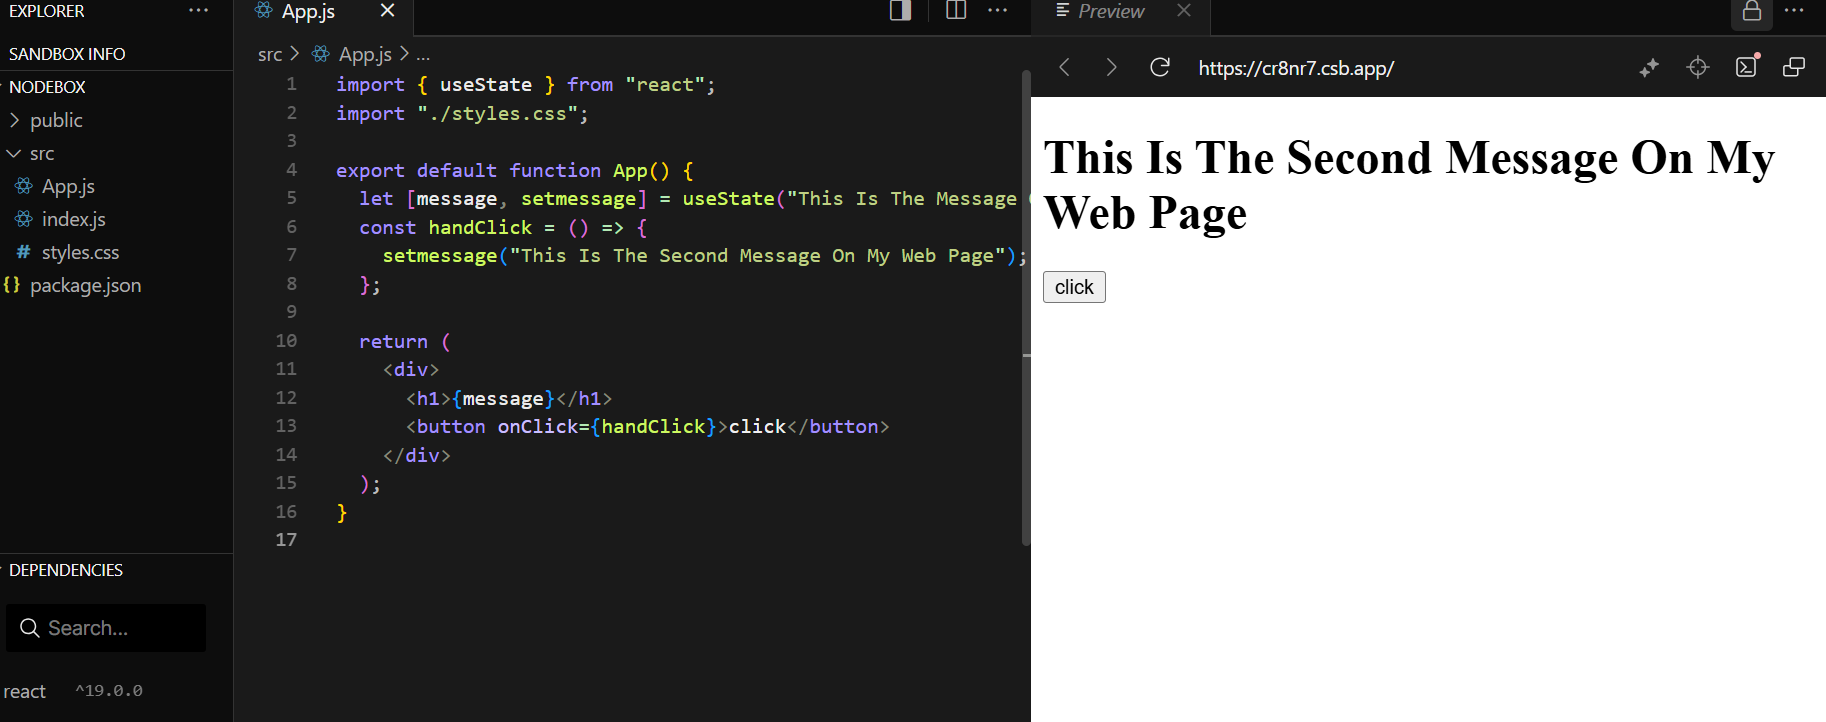 EXPLORER ···
SANDBOX INFO
NODEBOX
public
src
App.js
index.js
styles.css
package.json
DEPENDENCIES
Search...
react ^19.0.0
App.js
src > App.js > ...
1 import { useState } from "react";
2 import "./styles.css";
3
4 export default function App() {
5 let [message, setmessage] = useState("This Is The Message
6 const handClick = () => {
7 setmessage("This Is The Second Message On My Web Page");
8 };
9
10 return (
11 <div>
12 <h1>{message}</h1>
13 <button onClick={handClick}>click</button>
14 </div>
15 );
16 }
17
Preview
https://cr8nr7.csb.app/
This Is The Second Message On My
Web Page
click